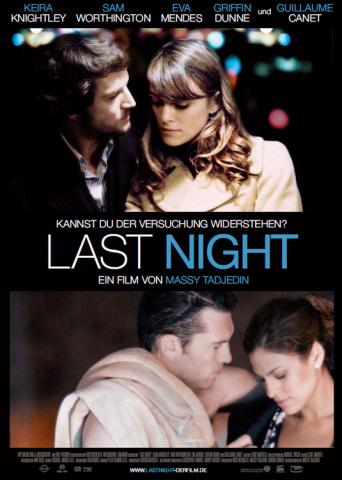 KEIRA KNIGHTLEY
SAM WORTHINGTON
EVA MENDES
GRIFFIN DUNNE
und
GUILLAUME CANET
KANNST DU DER VERSUCHUNG WIDERSTEHEN?
LAST NIGHT
EIN FILM VON MASSY TADJEDIN
WWW.LASTNIGHT-DERFILM.DE